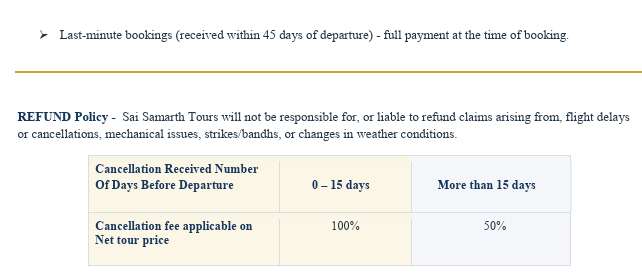 ➢ Last-minute bookings (received within 45 days of departure) - full payment at the time of booking.
REFUND Policy - Sai Samarth Tours will not be responsible for, or liable to refund claims arising from, flight delays
or cancellations, mechanical issues, strikes/bandhs, or changes in weather conditions.
Cancellation Received Number
Of Days Before Departure 0 – 15 days More than 15 days
Cancellation fee applicable on 100% 50%
Net tour price